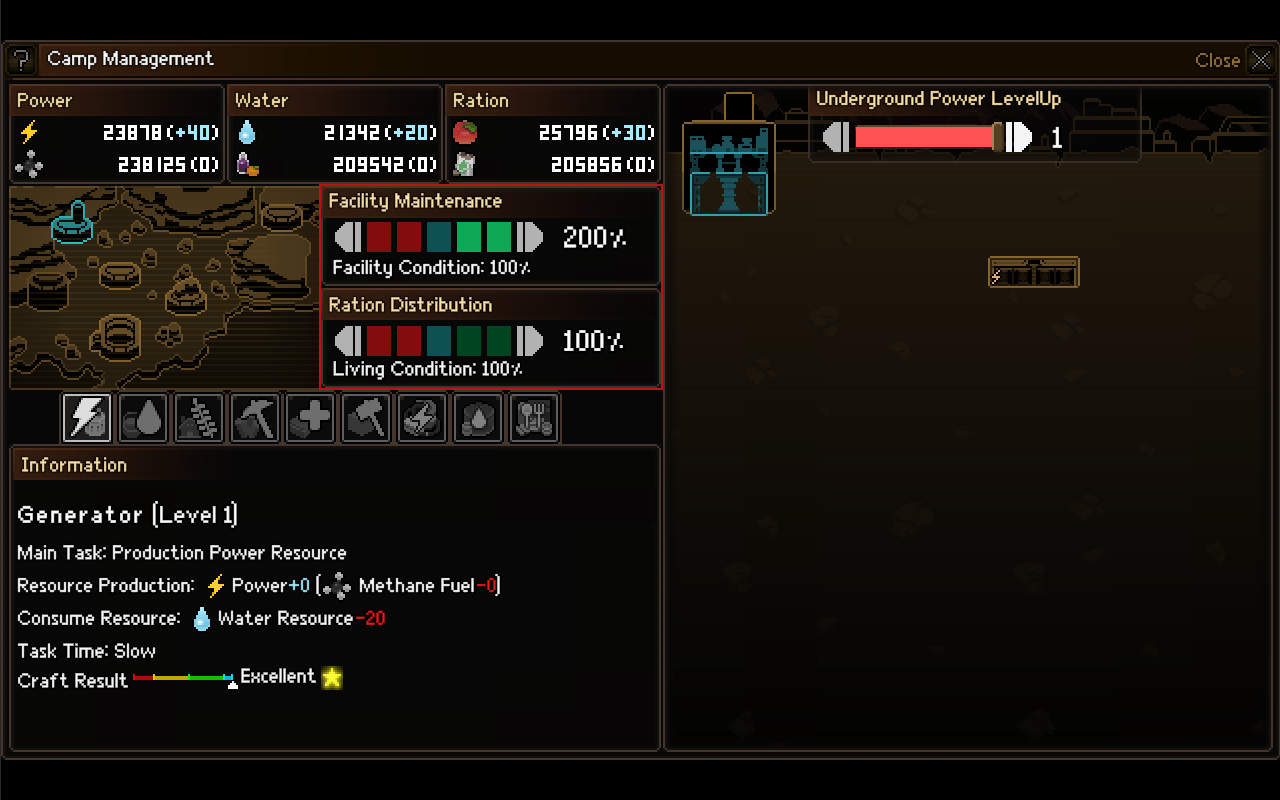 ?
Camp Management
Close
Power
23878(+40)
238125(0)
Water
21342(+20)
209542(0)
Ration
25796(+30)
205856(0)
Facility Maintenance
200%
Facility Condition: 100%
Ration Distribution
100%
Living Condition: 100%
Information
Generator (Level 1)
Main Task: Production Power Resource
Resource Production: Power+0 (Methane Fuel-0)
Consume Resource: Water Resource-20
Task Time: Slow
Craft Result Excellent
Underground Power LevelUp
1